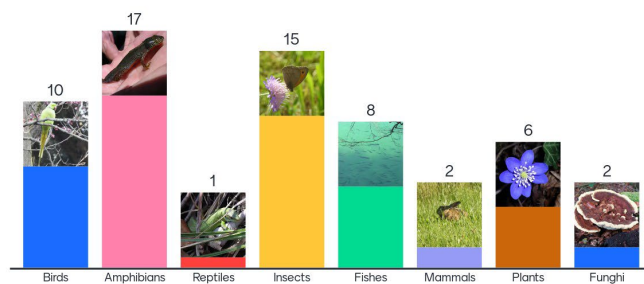 10
17
1
15
8
2
6
2
Birds
Amphibians
Reptiles
Insects
Fishes
Mammals
Plants
Funghi